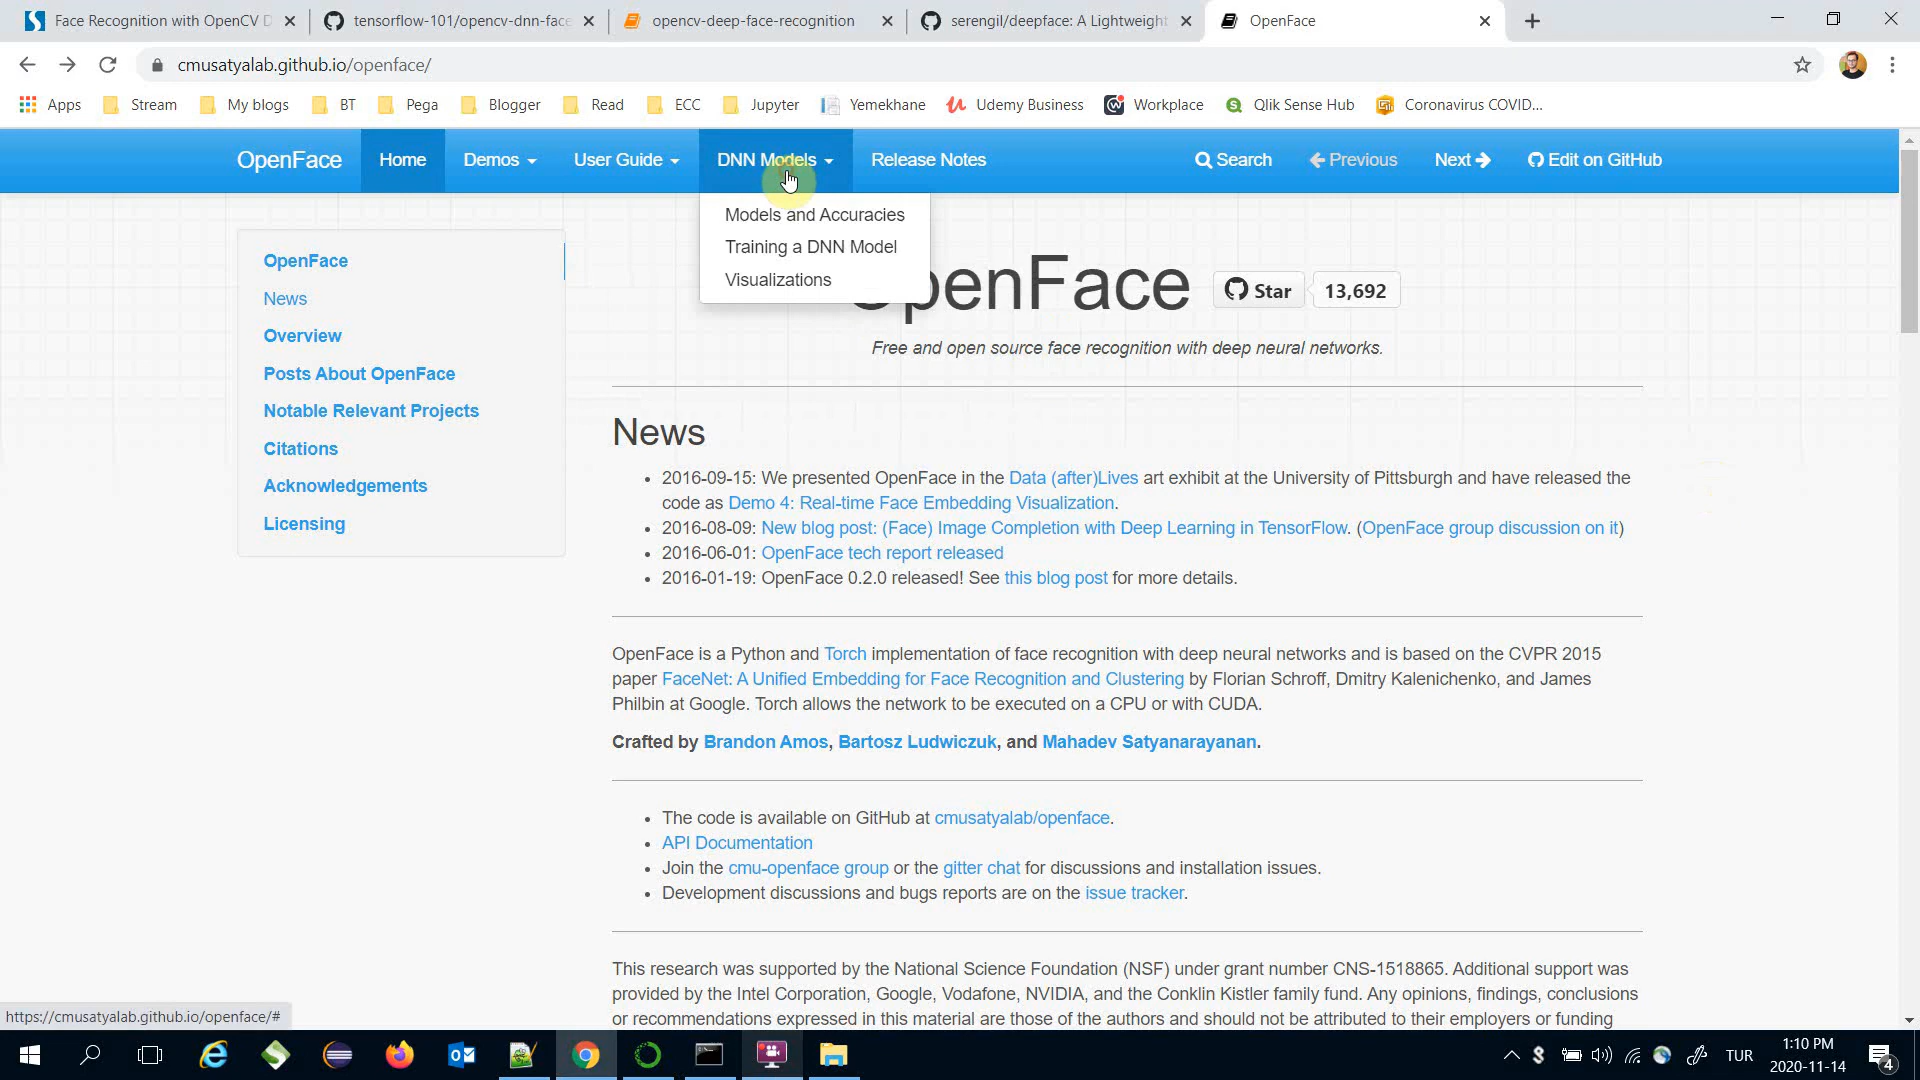 Face Recognition with OpenCV D
tensorflow-101/opencv-dnn-face
opencv-deep-face-recognition
serengil/deepface: A Lightweight
OpenFace
cmusatyalab.github.io/openface/
Apps
Stream
My blogs
BT
Pega
Blogger
Read
ECC
Jupyter
Yemekhane
Udemy Business
Workplace
Qlik Sense Hub
Coronavirus COVID...
OpenFace
Home
Demos
User Guide
DNN Models
Release Notes
Search
Previous
Next
Edit on GitHub
Models and Accuracies
Training a DNN Model
Visualizations
OpenFace
News
Overview
Posts About OpenFace
Notable Relevant Projects
Citations
Acknowledgements
Licensing
OpenFace
Star
13,692
Free and open source face recognition with deep neural networks.
News
• 2016-09-15: We presented OpenFace in the Data (after)Lives art exhibit at the University of Pittsburgh and have released the
code as Demo 4: Real-time Face Embedding Visualization.
• 2016-08-09: New blog post: (Face) Image Completion with Deep Learning in TensorFlow. (OpenFace group discussion on it)
• 2016-06-01: OpenFace tech report released
• 2016-01-19: OpenFace 0.2.0 released! See this blog post for more details.
OpenFace is a Python and Torch implementation of face recognition with deep neural networks and is based on the CVPR 2015
paper FaceNet: A Unified Embedding for Face Recognition and Clustering by Florian Schroff, Dmitry Kalenichenko, and James
Philbin at Google. Torch allows the network to be executed on a CPU or with CUDA.
Crafted by Brandon Amos, Bartosz Ludwiczuk, and Mahadev Satyanarayanan.
• The code is available on GitHub at cmusatyalab/openface.
• API Documentation
• Join the cmu-openface group or the gitter chat for discussions and installation issues.
• Development discussions and bugs reports are on the issue tracker.
This research was supported by the National Science Foundation (NSF) under grant number CNS-1518865. Additional support was
provided by the Intel Corporation, Google, Vodafone, NVIDIA, and the Conklin Kistler family fund. Any opinions, findings, conclusions
or recommendations expressed in this material are those of the authors and should not be attributed to their employers or funding
https://cmusatyalab.github.io/openface/#
TUR
1:10 PM
2020-11-14
4